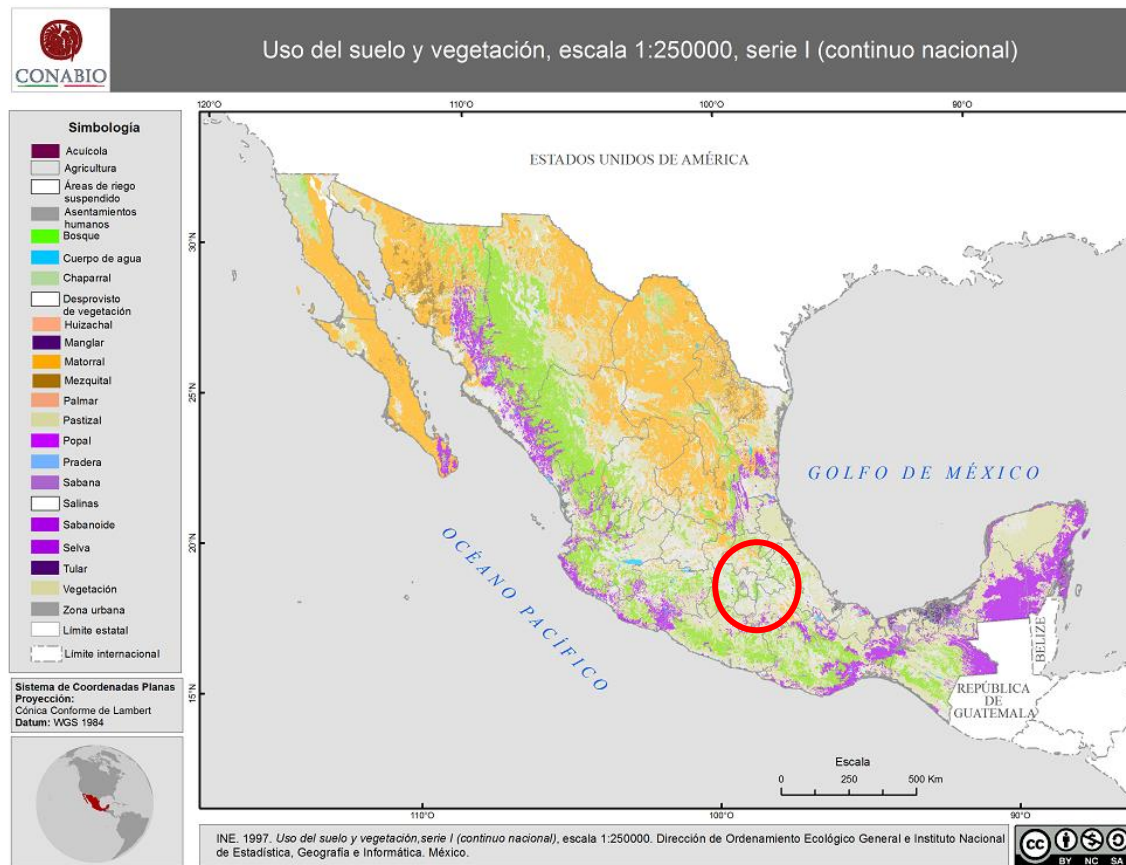 CONABIO
Uso del suelo y vegetación, escala 1:250000, serie I (continuo nacional)
Simbología
Acuícola
Agricultura
Áreas de riego
suspendido
Asentamientos
humanos
Bosque
Cuerpo de agua
Chaparral
Desprovisto
de vegetación
Huizachal
Manglar
Matorral
Mezquital
Palmar
Pastizal
Popal
Pradera
Sabana
Salinas
Sabanoide
Selva
Tular
Vegetación
Zona urbana
Límite estatal
Límite internacional
Sistema de Coordenadas Planas
Proyección:
Cónica Conforme de Lambert
Datum: WGS 1984
120°O
110°O
100°O
90°O
30°N
25°N
20°N
15°N
ESTADOS UNIDOS DE AMÉRICA
GOLFO DE MÉXICO
OCÉANO PACÍFICO
BELIZE
REPÚBLICA
DE
GUATEMALA
Escala
0 250 500 Km
110°O
100°O
90°O
INE. 1997. Uso del suelo y vegetación,serie I (continuo nacional), escala 1:250000. Dirección de Ordenamiento Ecológico General e Instituto Nacional
de Estadística, Geografía e Informática. México.
CC
BY NC SA